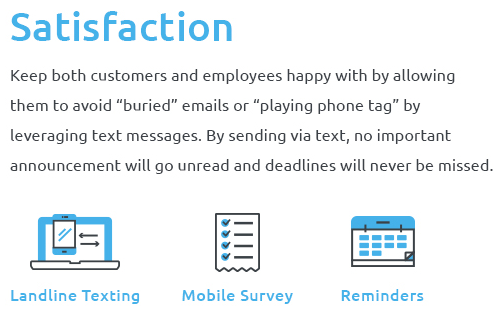 Satisfaction
Keep both customers and employees happy with by allowing
them to avoid “buried” emails or “playing phone tag” by
leveraging text messages. By sending via text, no important
announcement will go unread and deadlines will never be missed.
Landline Texting
Mobile Survey
Reminders